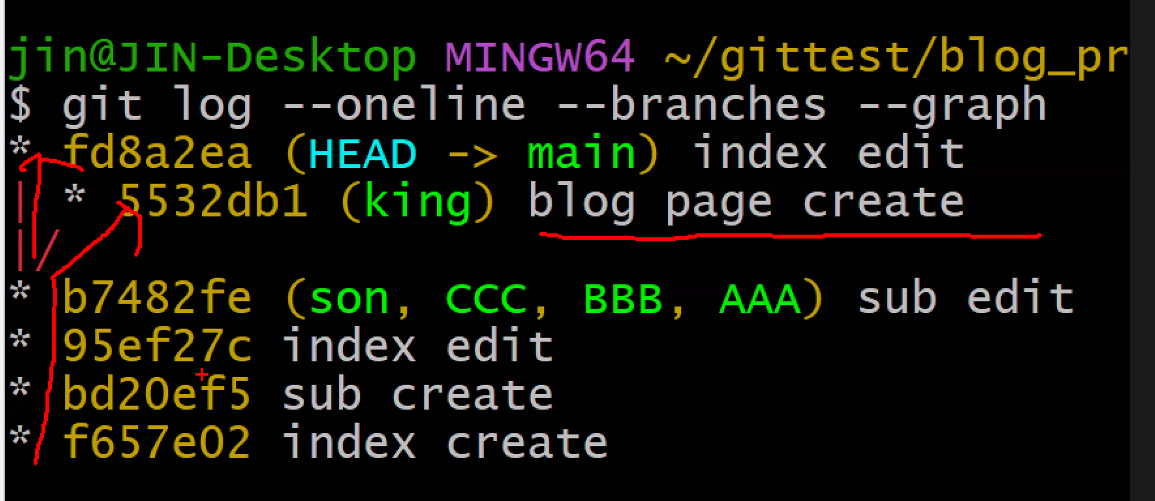 jin@JIN-Desktop MINGW64 ~/gittest/blog_pr
$ git log --oneline --branches --graph
* fd8a2ea (HEAD -> main) index edit
| * 5532db1 (king) blog page create
|/
* b7482fe (son, CCC, BBB, AAA) sub edit
* 95ef27c index edit
* bd20ef5 sub create
* f657e02 index create